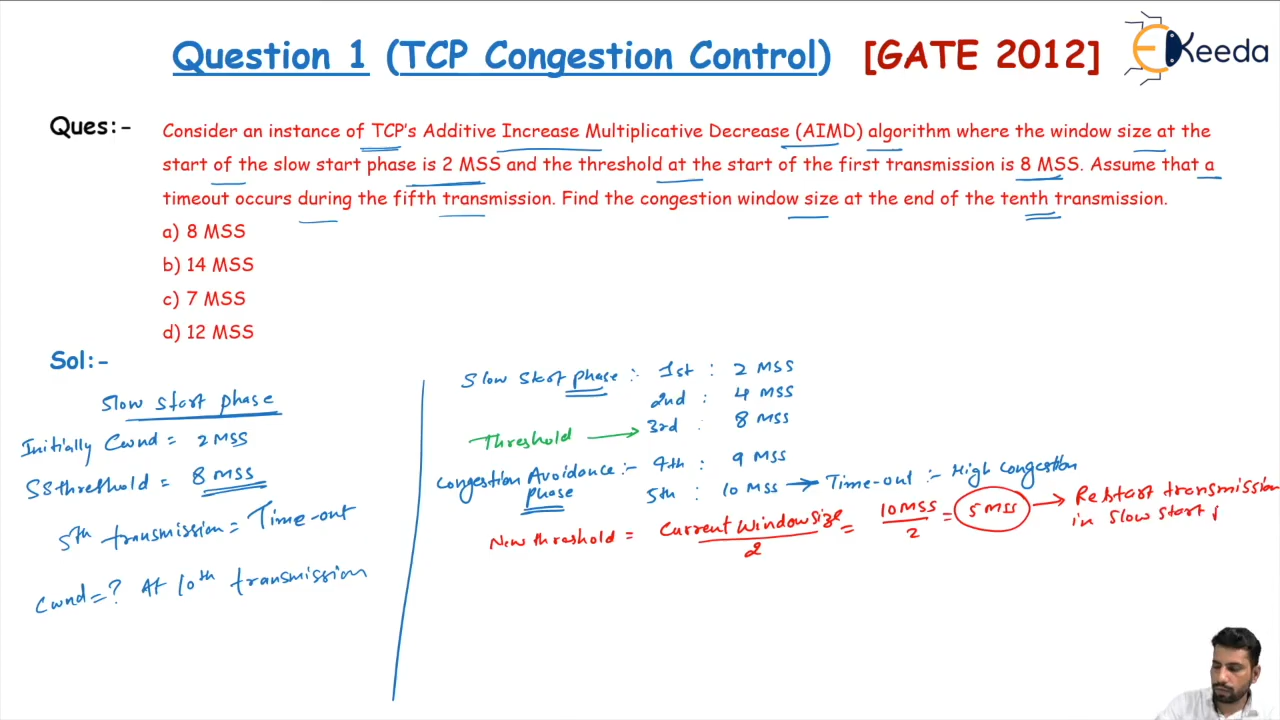 Question 1 (TCP Congestion Control) [GATE 2012]
EKeeda
Ques:-
Consider an instance of TCP's Additive Increase Multiplicative Decrease (AIMD) algorithm where the window size at the
start of the slow start phase is 2 MSS and the threshold at the start of the first transmission is 8 MSS. Assume that a
timeout occurs during the fifth transmission. Find the congestion window size at the end of the tenth transmission.
a) 8 MSS
b) 14 MSS
c) 7 MSS
d) 12 MSS
Sol:-
Slow start phase
Initially Cwnd = 2 MSS
SSthreshold = 8 MSS
5th transmission = Time-out
Cwnd=? At 10th transmission
Slow start phase :- 1st : 2 MSS
2nd : 4 MSS
Threshold → 3rd : 8 MSS
Congestion Avoidance :- 4th : 9 MSS
phase
5th : 10 MSS → Time-out :- High congestion
New threshold = Current Window Size / 2 = 10 MSS / 2 = 5 MSS → Restart transmission
in slow start p